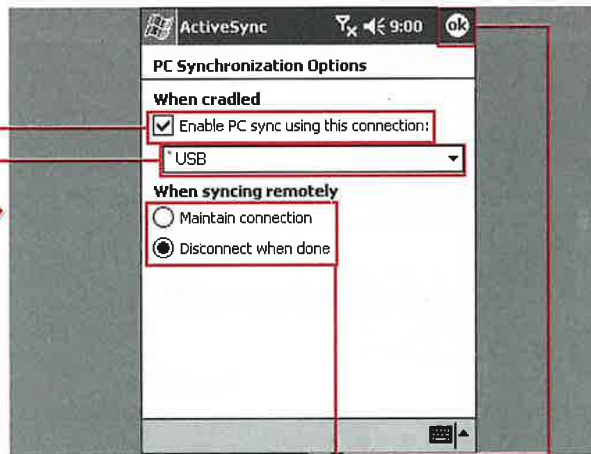 ActiveSync 9:00 ok
PC Synchronization Options
When cradled
Enable PC sync using this connection:
`USB
When syncing remotely
Maintain connection
Disconnect when done